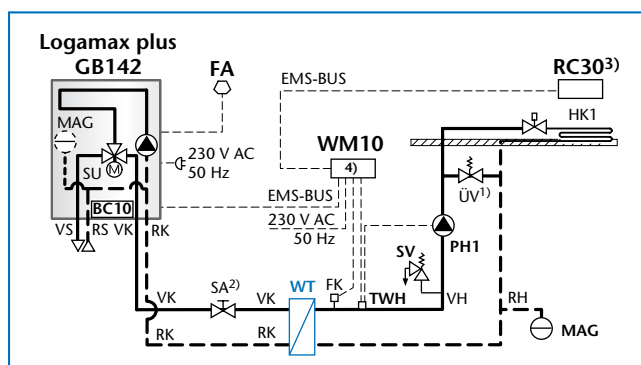 Logamax plus
GB142
FA
RC30³⁾
EMS-BUS
HK1
MAG
WM10
4)
230 V AC
50 Hz
SU
M
ÜV¹⁾
BC10
EMS-BUS
230 V AC
50 Hz
PH1
VS
RS
VK
RK
SV
SA²⁾
WT
FK
TWH
VK
VK
VH
RH
RK
RK
MAG